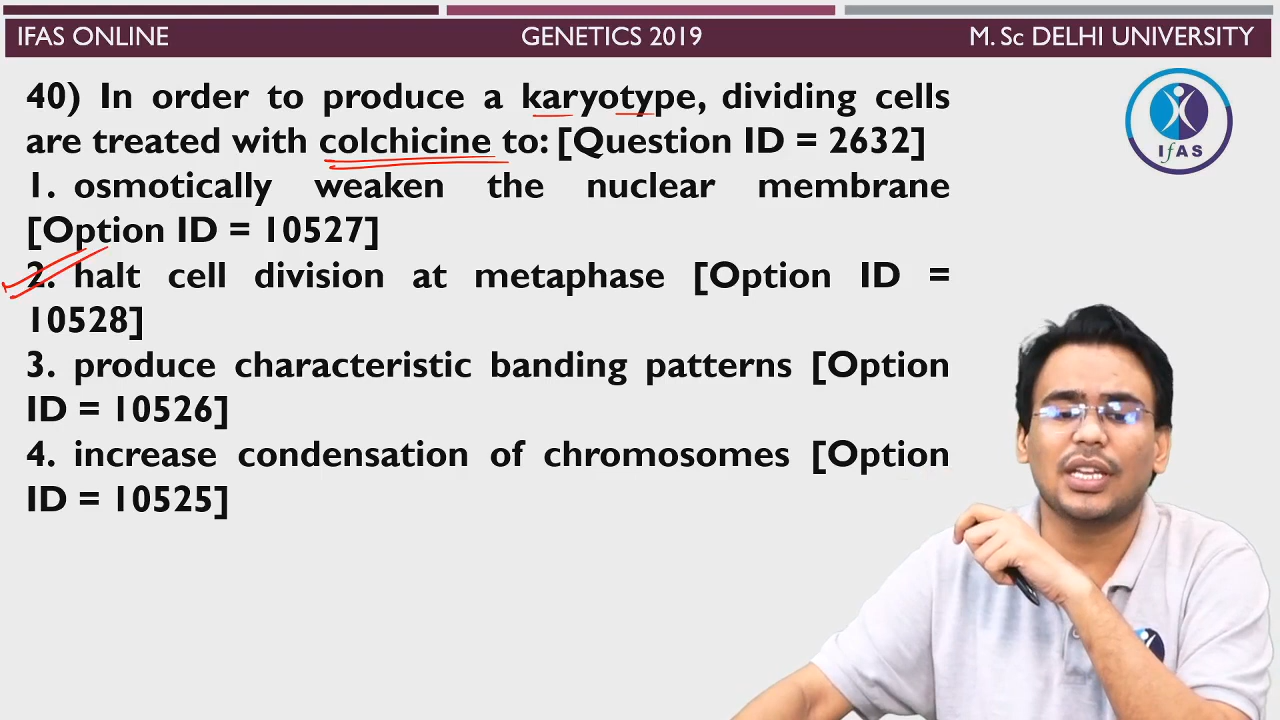 IFAS ONLINE
GENETICS 2019
M. Sc DELHI UNIVERSITY
40) In order to produce a karyotype, dividing cells
are treated with colchicine to: [Question ID = 2632]
1. osmotically weaken the nuclear membrane
[Option ID = 10527]
2. halt cell division at metaphase [Option ID =
10528]
3. produce characteristic banding patterns [Option
ID = 10526]
4. increase condensation of chromosomes [Option
ID = 10525]
IfAS